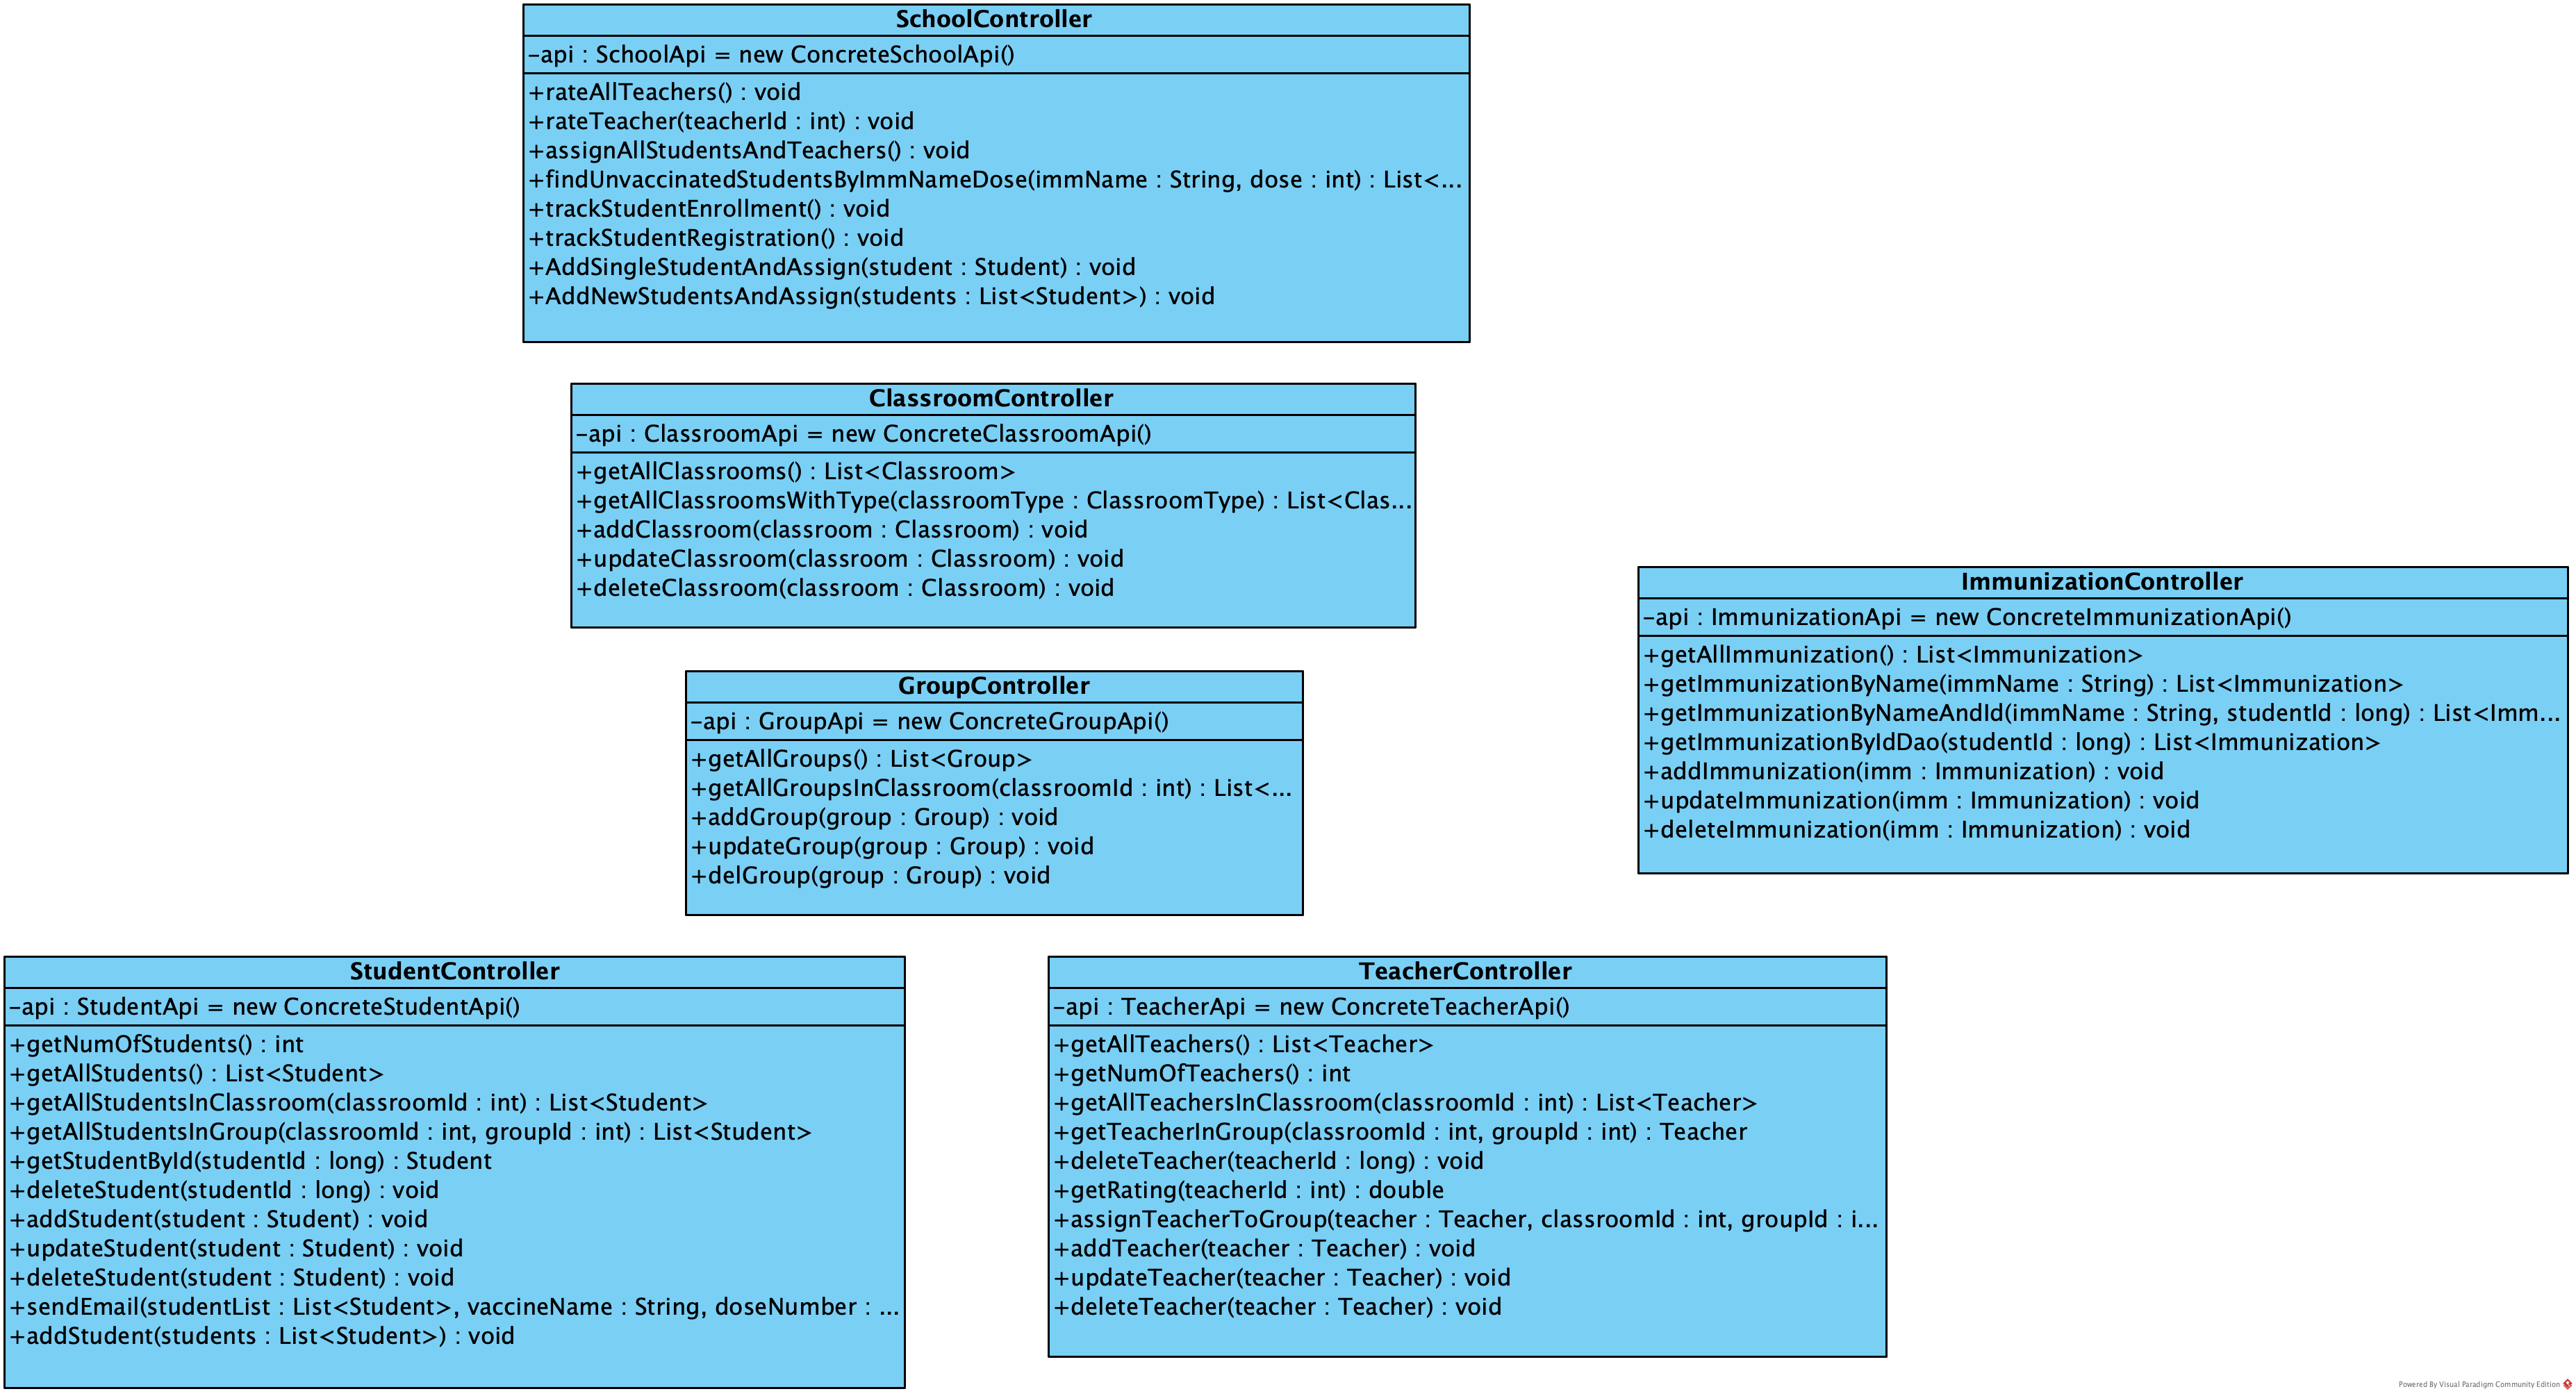 SchoolController
-api : SchoolApi = new ConcreteSchoolApi()
+rateAllTeachers() : void
+rateTeacher(teacherId : int) : void
+assignAllStudentsAndTeachers() : void
+findUnvaccinatedStudentsByImmNameDose(immName : String, dose : int) : List<...
+trackStudentEnrollment() : void
+trackStudentRegistration() : void
+AddSingleStudentAndAssign(student : Student) : void
+AddNewStudentsAndAssign(students : List<Student>) : void
ClassroomController
-api : ClassroomApi = new ConcreteClassroomApi()
+getAllClassrooms() : List<Classroom>
+getAllClassroomsWithType(classroomType : ClassroomType) : List<Clas...
+addClassroom(classroom : Classroom) : void
+updateClassroom(classroom : Classroom) : void
+deleteClassroom(classroom : Classroom) : void
ImmunizationController
-api : ImmunizationApi = new ConcreteImmunizationApi()
+getAllImmunization() : List<Immunization>
+getImmunizationByName(immName : String) : List<Immunization>
+getImmunizationByNameAndId(immName : String, studentId : long) : List<Imm...
+getImmunizationByIdDao(studentId : long) : List<Immunization>
+addImmunization(imm : Immunization) : void
+updateImmunization(imm : Immunization) : void
+deleteImmunization(imm : Immunization) : void
GroupController
-api : GroupApi = new ConcreteGroupApi()
+getAllGroups() : List<Group>
+getAllGroupsInClassroom(classroomId : int) : List<...
+addGroup(group : Group) : void
+updateGroup(group : Group) : void
+delGroup(group : Group) : void
StudentController
-api : StudentApi = new ConcreteStudentApi()
+getNumOfStudents() : int
+getAllStudents() : List<Student>
+getAllStudentsInClassroom(classroomId : int) : List<Student>
+getAllStudentsInGroup(classroomId : int, groupId : int) : List<Student>
+getStudentById(studentId : long) : Student
+deleteStudent(studentId : long) : void
+addStudent(student : Student) : void
+updateStudent(student : Student) : void
+deleteStudent(student : Student) : void
+sendEmail(studentList : List<Student>, vaccineName : String, doseNumber : ...
+addStudent(students : List<Student>) : void
TeacherController
-api : TeacherApi = new ConcreteTeacherApi()
+getAllTeachers() : List<Teacher>
+getNumOfTeachers() : int
+getAllTeachersInClassroom(classroomId : int) : List<Teacher>
+getTeacherInGroup(classroomId : int, groupId : int) : Teacher
+deleteTeacher(teacherId : long) : void
+getRating(teacherId : int) : double
+assignTeacherToGroup(teacher : Teacher, classroomId : int, groupId : i...
+addTeacher(teacher : Teacher) : void
+updateTeacher(teacher : Teacher) : void
+deleteTeacher(teacher : Teacher) : void
Powered By Visual Paradigm Community Edition